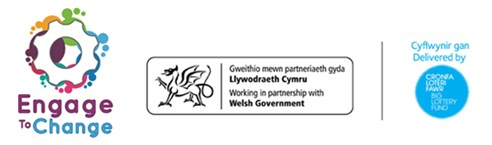 Engage
To Change
Gweithio mewn partneriaeth gyda
Llywodraeth Cymru
Working in partnership with
Welsh Government
Cyflwynir gan
Delivered by
CRONFA
LOTERI
FAWR
BIG
LOTTERY
FUND